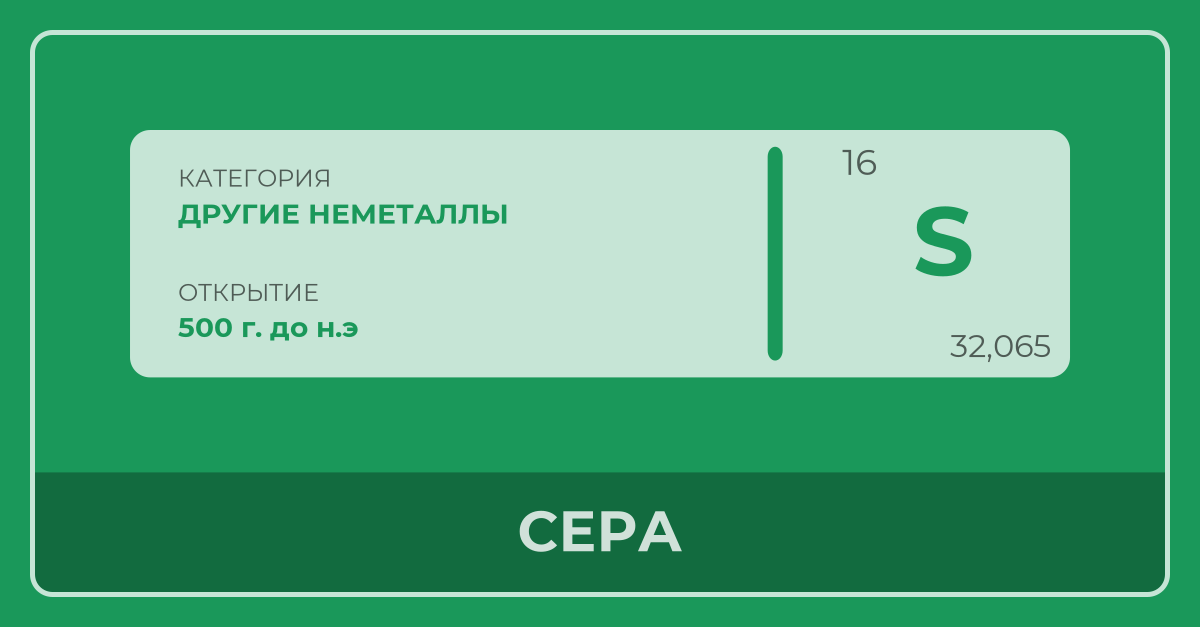 КАТЕГОРИЯ
ДРУГИЕ НЕМЕТАЛЛЫ
ОТКРЫТИЕ
500 г. до н.э
16
S
32,065
СЕРА